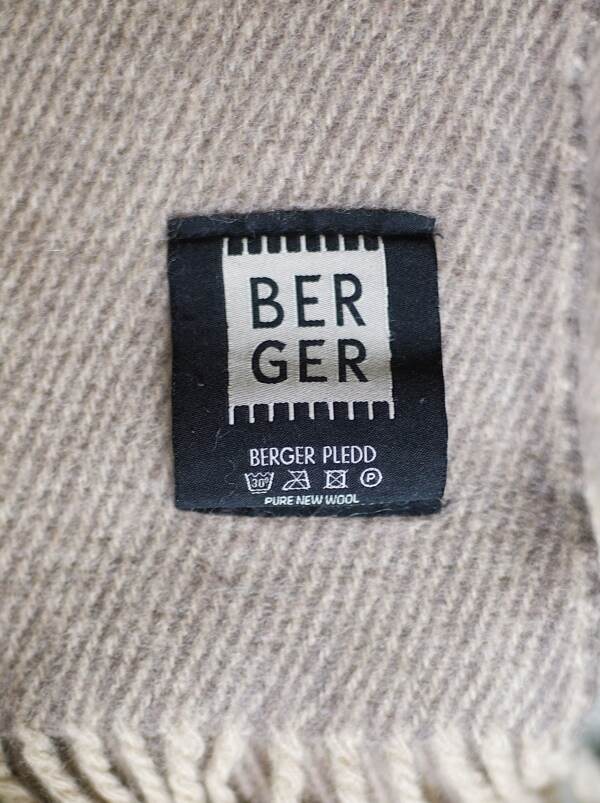 BER
GER
BERGER PLEDD
30° P
PURE NEW WOOL